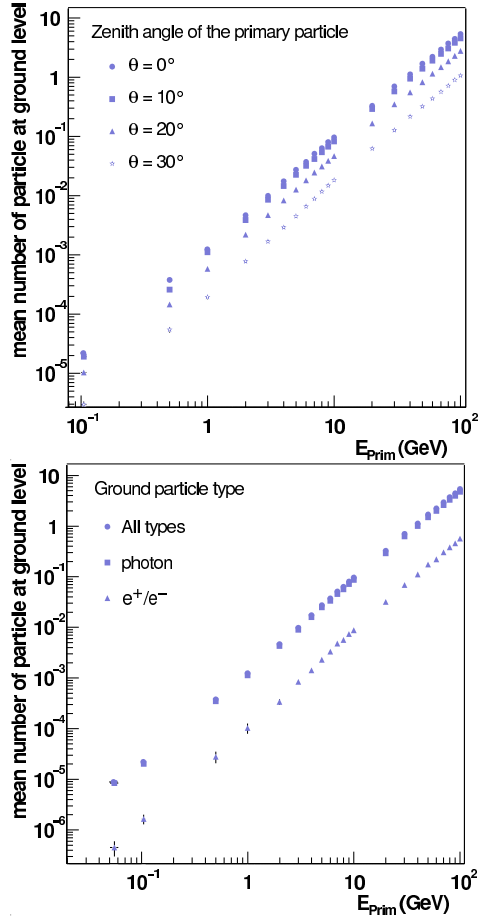 mean number of particle at ground level
Zenith angle of the primary particle
θ = 0°
θ = 10°
θ = 20°
θ = 30°
10
1
10⁻¹
10⁻²
10⁻³
10⁻⁴
10⁻⁵
10⁻¹ 1 10 10²
E_Prim (GeV)
mean number of particle at ground level
Ground particle type
All types
photon
e⁺/e⁻
10
1
10⁻¹
10⁻²
10⁻³
10⁻⁴
10⁻⁵
10⁻⁶
10⁻¹ 1 10 10²
E_Prim (GeV)